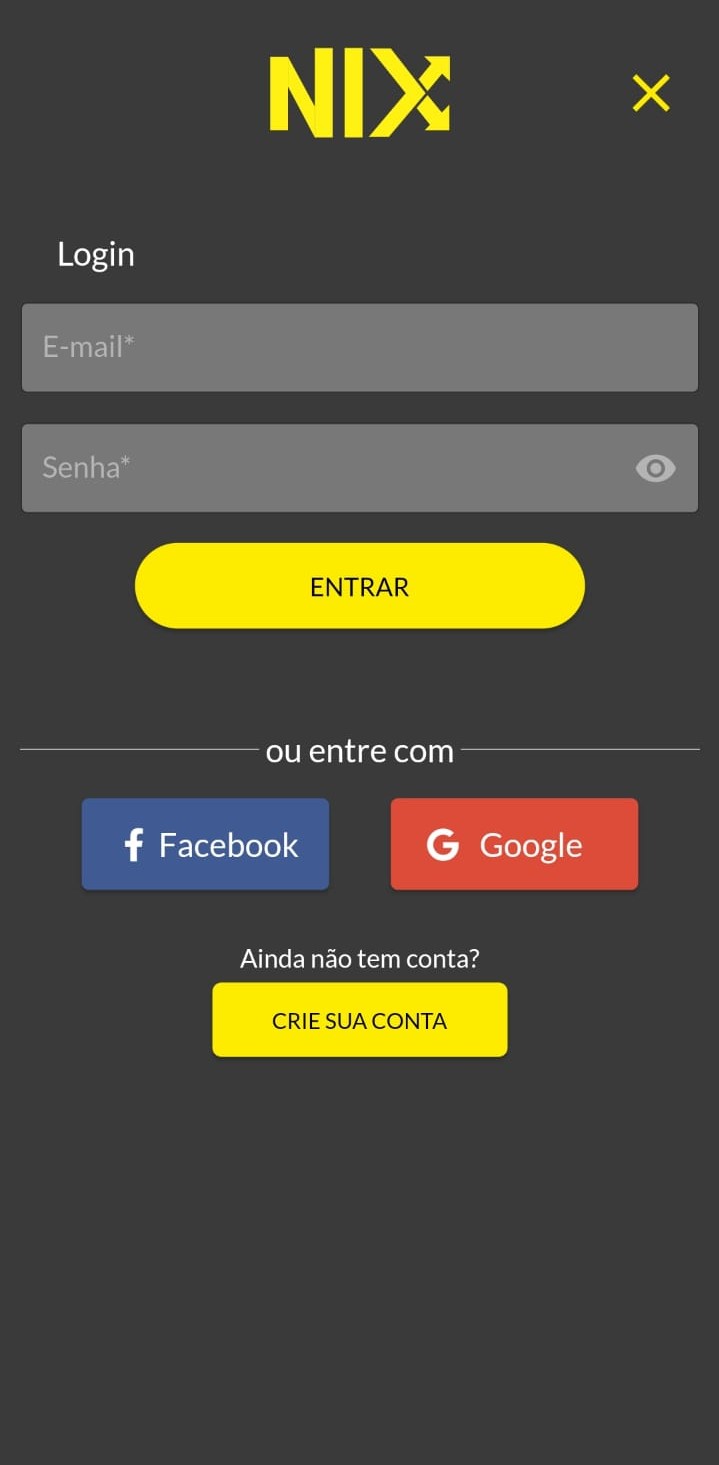 NIX
Login
E-mail*
Senha*
ENTRAR
ou entre com
Facebook
Google
Ainda não tem conta?
CRIE SUA CONTA